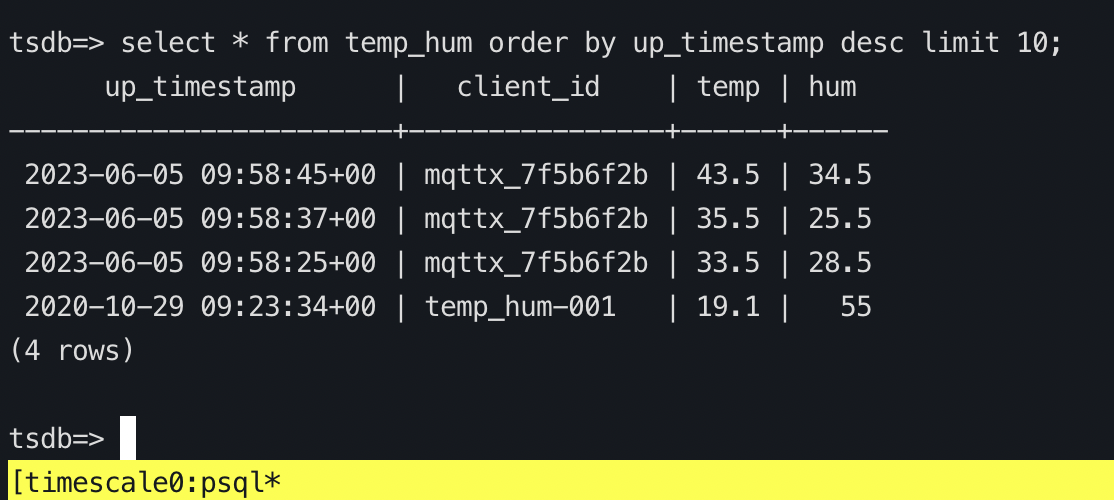 tsdb=> select * from temp_hum order by up_timestamp desc limit 10;
      up_timestamp      |   client_id    | temp | hum
------------------------+----------------+------+------
 2023-06-05 09:58:45+00 | mqttx_7f5b6f2b | 43.5 | 34.5
 2023-06-05 09:58:37+00 | mqttx_7f5b6f2b | 35.5 | 25.5
 2023-06-05 09:58:25+00 | mqttx_7f5b6f2b | 33.5 | 28.5
 2020-10-29 09:23:34+00 | temp_hum-001   | 19.1 |   55
(4 rows)
tsdb=>
[timescale0:psql*